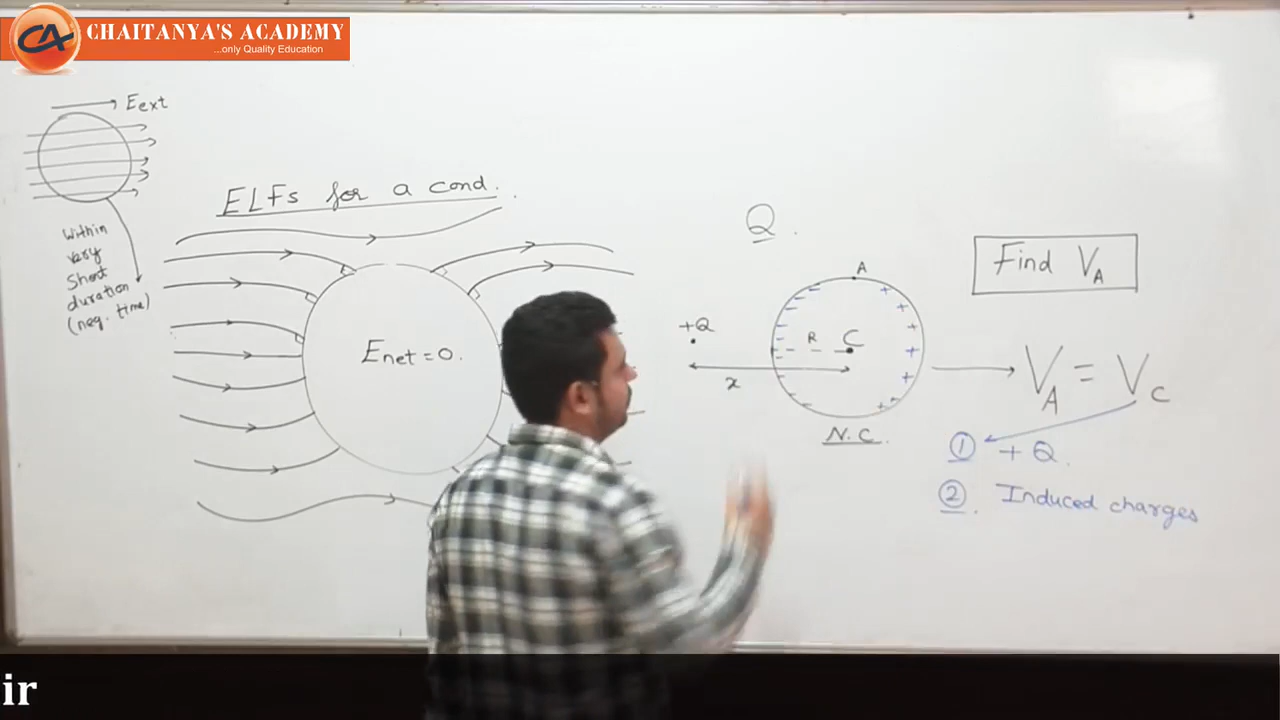 CHAITANYA'S ACADEMY
...only Quality Education
CA
Eext
Within
very
Short
duration
(neg. time)
ELFs for a cond.
Enet = 0.
Q.
+Q
x
A
R
C
N.C.
Find VA
VA = VC
① + Q.
② Induced charges
ir